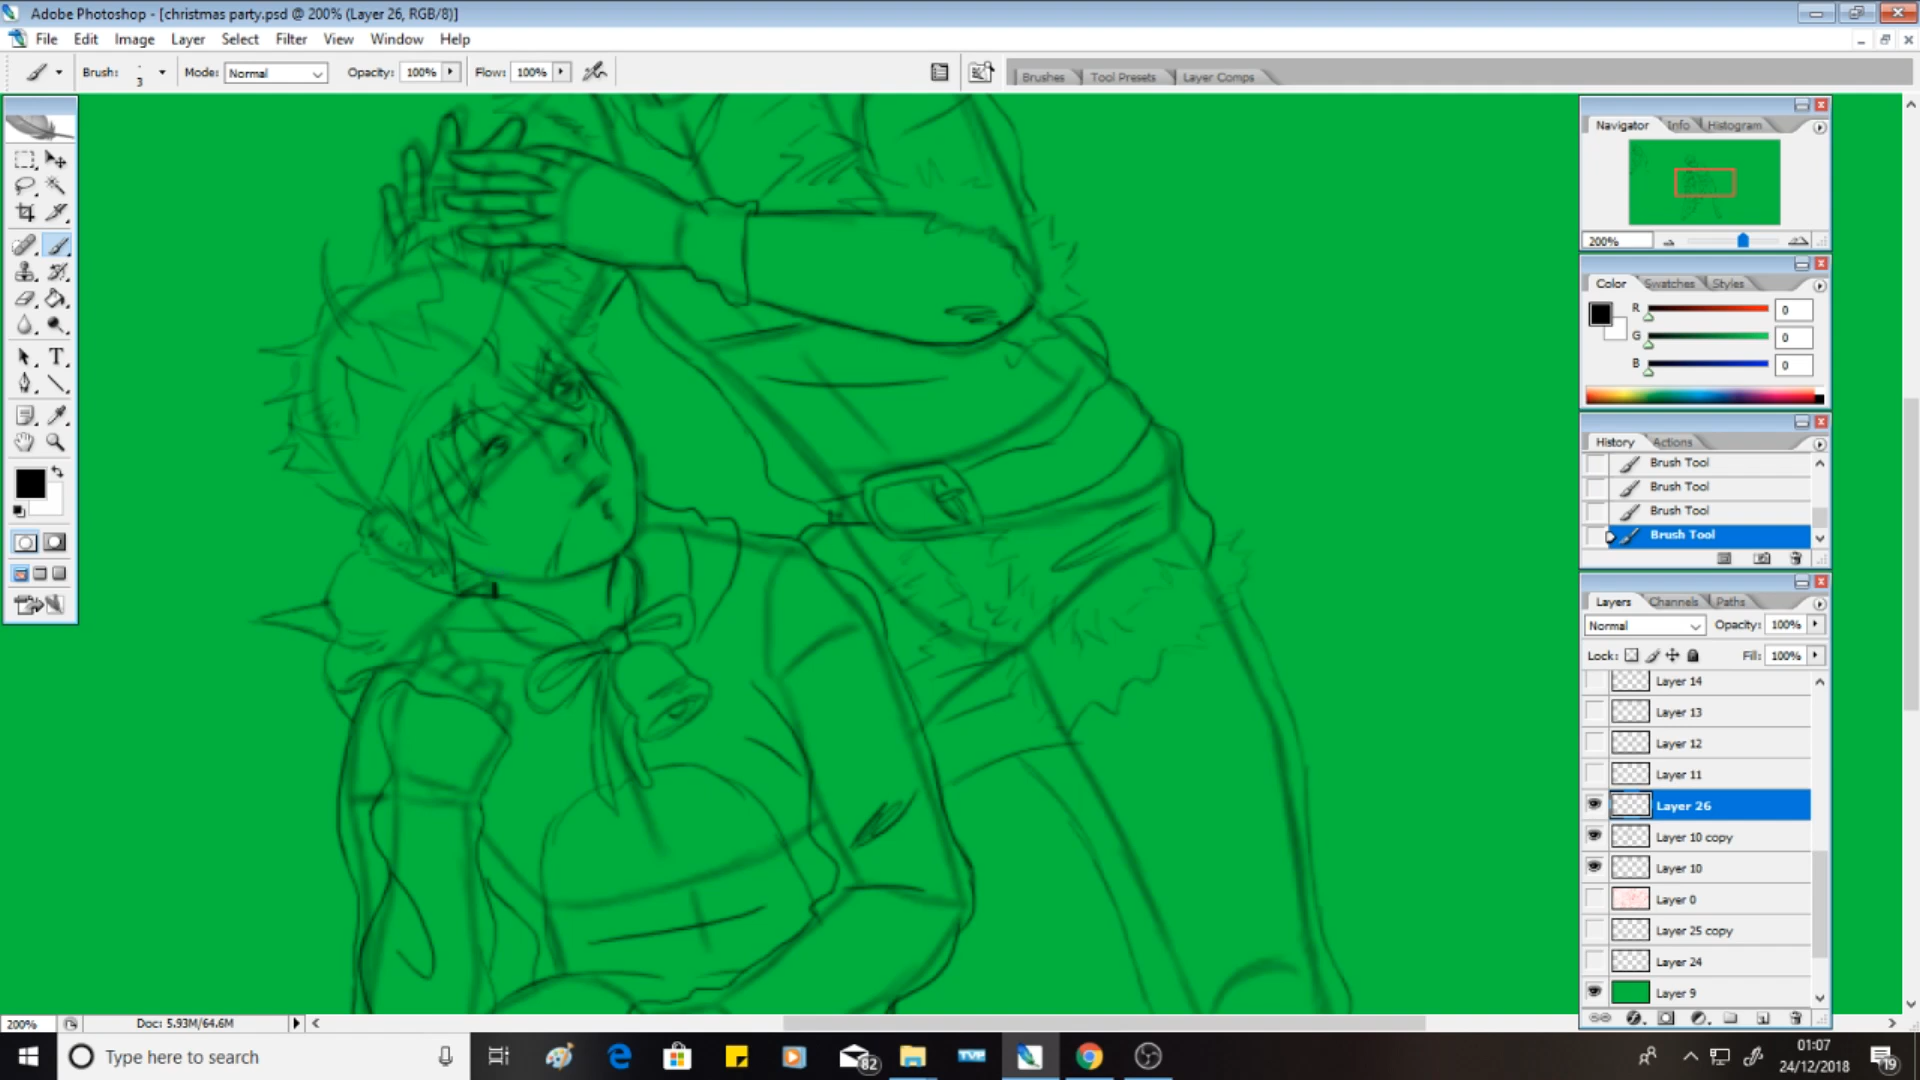 Adobe Photoshop - [christmas party.psd @ 200% (Layer 26, RGB/8)]
File Edit Image Layer Select Filter View Window Help
Brush: 3 Mode: Normal Opacity: 100% Flow: 100%
Brushes Tool Presets Layer Comps
Navigator Info Histogram
200%
Color Swatches Styles
R 0
G 0
B 0
History Actions
Brush Tool
Brush Tool
Brush Tool
Brush Tool
Layers Channels Paths
Normal Opacity: 100%
Lock: Fill: 100%
Layer 14
Layer 13
Layer 12
Layer 11
Layer 26
Layer 10 copy
Layer 10
Layer 0
Layer 25 copy
Layer 24
Layer 9
200% Doc: 5.93M/64.6M
Type here to search
82
TVP
01:07
24/12/2018
19